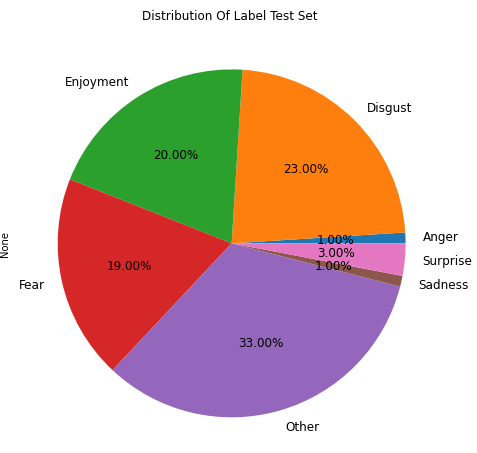 Distribution Of Label Test Set
Enjoyment
Disgust
20.00%
23.00%
None
1.00%
Anger
3.00%
Surprise
19.00%
1.00%
Fear
Sadness
33.00%
Other